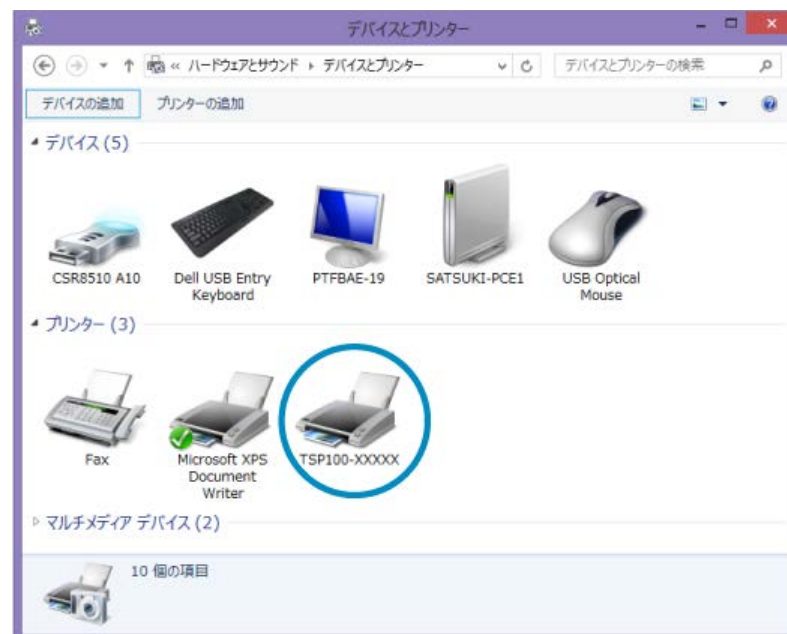 デバイスとプリンター
« ハードウェアとサウンド ▸ デバイスとプリンター
デバイスとプリンターの検索
デバイスの追加 プリンターの追加
デバイス (5)
CSR8510 A10
Dell USB Entry
Keyboard
PTFBAE-19
SATSUKI-PCE1
USB Optical
Mouse
プリンター (3)
Fax
Microsoft XPS
Document
Writer
TSP100-XXXXX
マルチメディア デバイス (2)
10 個の項目